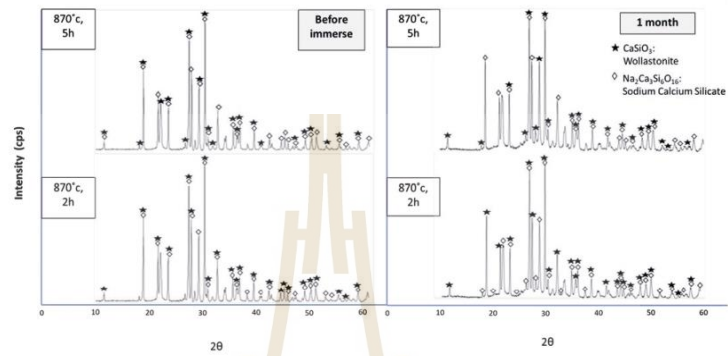 870°c,
5h
Before
immerse
870°c,
5h
1 month
★ CaSiO₃:
Wollastonite
◇ Na₂Ca₃Si₆O₁₆:
Sodium Calcium Silicate
Intensity (cps)
870°c,
2h
870°c,
2h
0 10 20 30 40 50 60
0 10 20 30 40 50 60
2θ
2θ